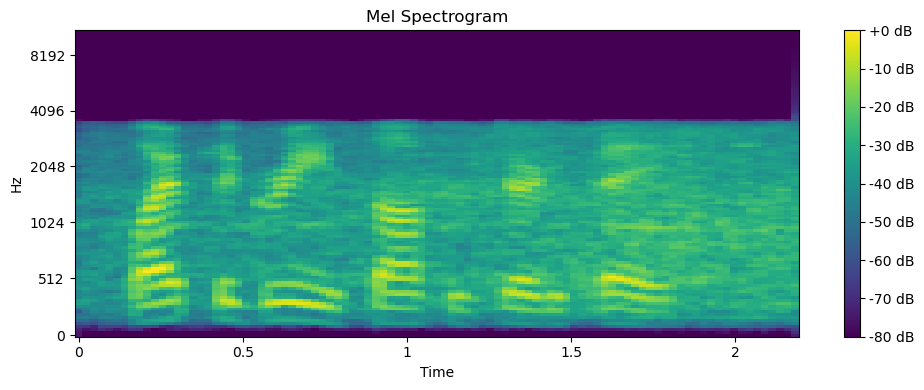 Mel Spectrogram
Hz
8192
4096
2048
1024
512
0
0
0.5
1
1.5
2
Time
+0 dB
-10 dB
-20 dB
-30 dB
-40 dB
-50 dB
-60 dB
-70 dB
-80 dB